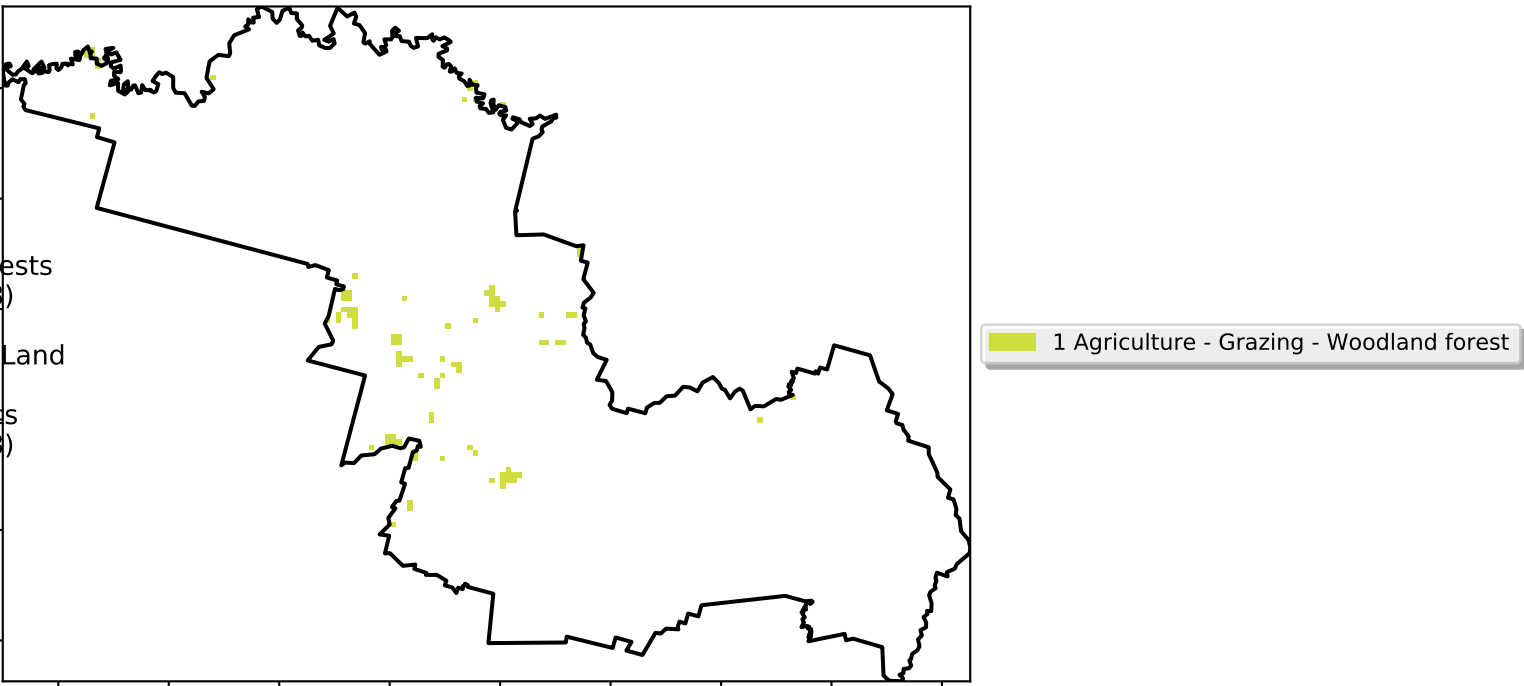 ests
)
Land
s
)
1 Agriculture - Grazing - Woodland forest